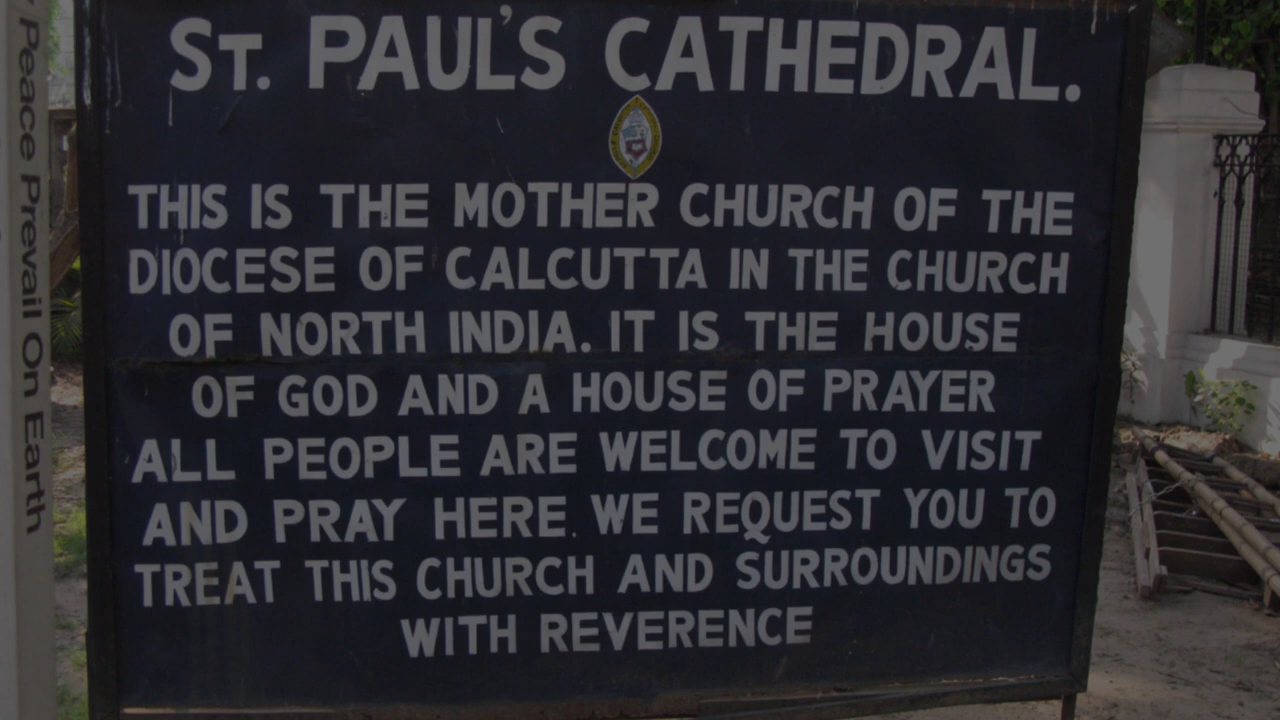 ST. PAUL'S CATHEDRAL.
THIS IS THE MOTHER CHURCH OF THE
DIOCESE OF CALCUTTA IN THE CHURCH
OF NORTH INDIA. IT IS THE HOUSE
OF GOD AND A HOUSE OF PRAYER
ALL PEOPLE ARE WELCOME TO VISIT
AND PRAY HERE. WE REQUEST YOU TO
TREAT THIS CHURCH AND SURROUNDINGS
WITH REVERENCE
Peace Prevail On Earth